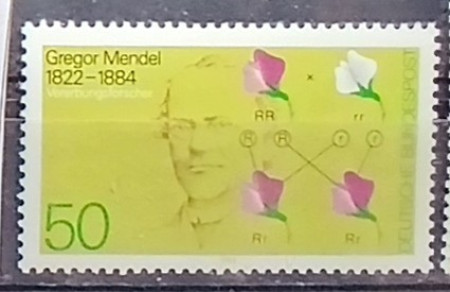 Gregor Mendel
1822–1884
Vererbungsforscher
×
RR
rr
R R r r
Rr
Rr
50
DEUTSCHE BUNDESPOST